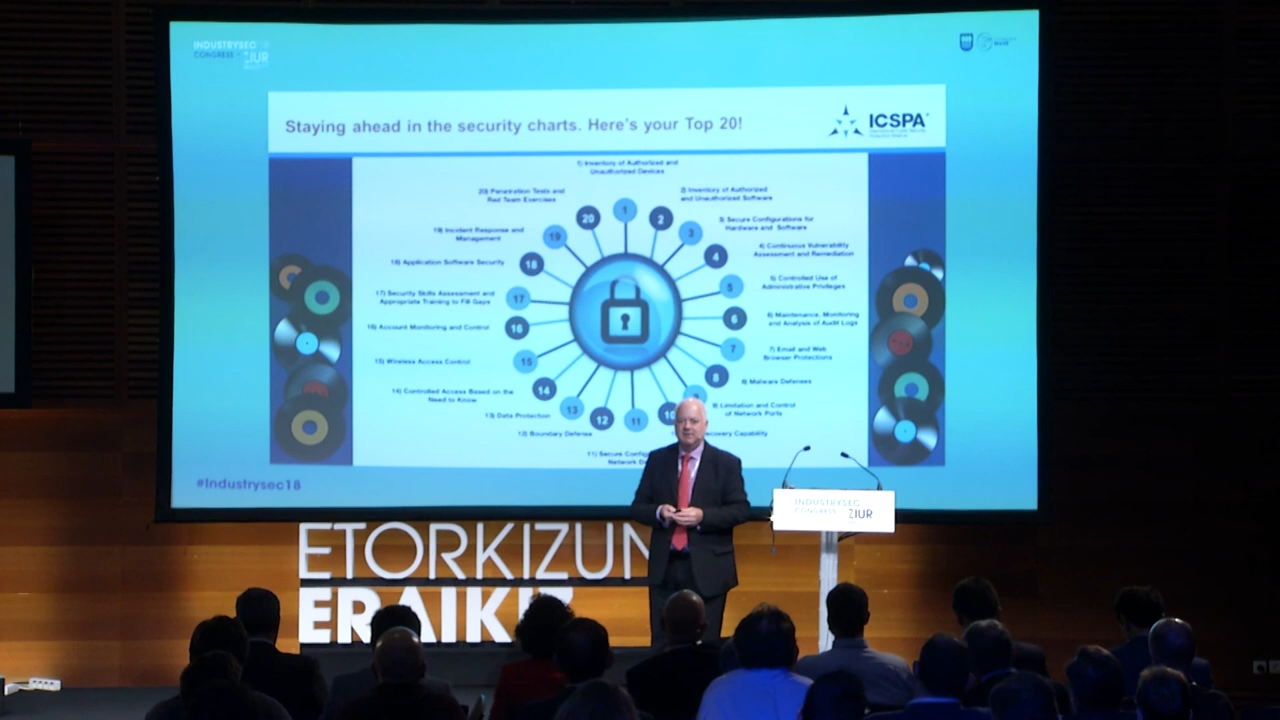 INDUSTRYSEC
CONGRESS
ZIUR
Staying ahead in the security charts. Here's your Top 20!
ICSPA
1) Inventory of Authorized and
Unauthorized Devices
20) Penetration Tests and
Red Team Exercises
2) Inventory of Authorized
and Unauthorized Software
19) Incident Response and
Management
3) Secure Configurations for
Hardware and Software
18) Application Software Security
4) Continuous Vulnerability
Assessment and Remediation
17) Security Skills Assessment and
Appropriate Training to Fill Gaps
5) Controlled Use of
Administrative Privileges
16) Account Monitoring and Control
6) Maintenance, Monitoring
and Analysis of Audit Logs
15) Wireless Access Control
7) Email and Web
Browser Protections
14) Controlled Access Based on the
Need to Know
8) Malware Defenses
13) Data Protection
9) Limitation and Control
of Network Ports
12) Boundary Defense
covery Capability
11) Secure Config
Network D
20
1
2
19
3
18
4
17
5
16
6
15
7
14
8
13
12
11
10
#Industrysec18
INDUSTRYSEC
CONGRESS
ZIUR
ETORKIZUN
ERAIKIZ